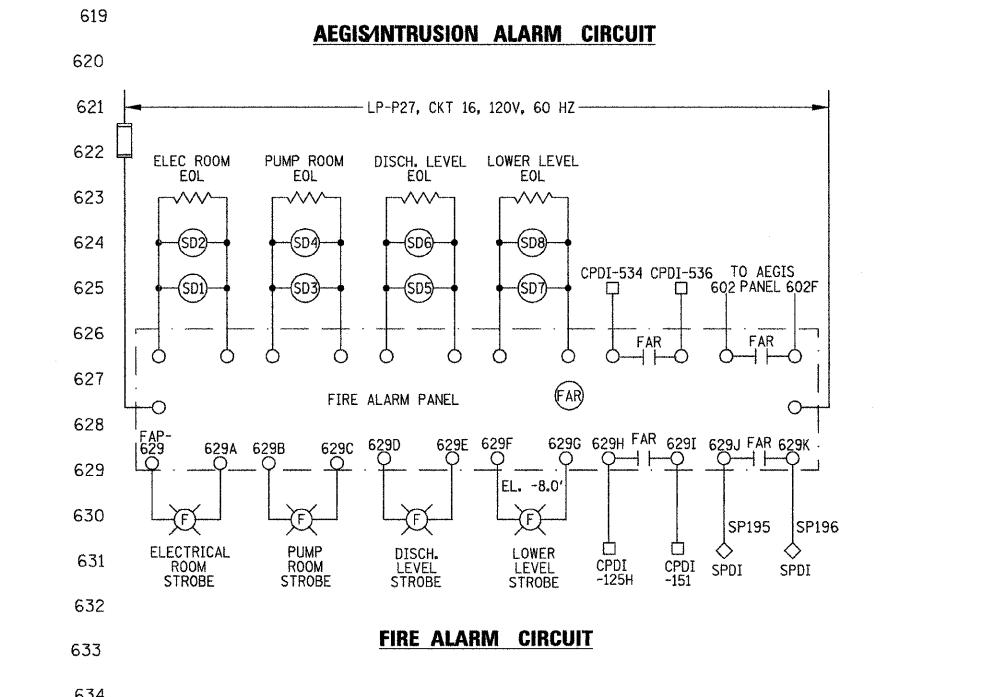 619
AEGIS/INTRUSION ALARM CIRCUIT
620
621
LP-P27, CKT 16, 120V, 60 HZ
622
ELEC ROOM
EOL
PUMP ROOM
EOL
DISCH. LEVEL
EOL
LOWER LEVEL
EOL
623
624
SD2
SD4
SD6
SD8
625
SD1
SD3
SD5
SD7
CPDI-534
CPDI-536
TO AEGIS
602 PANEL 602F
626
FAR
FAR
627
FIRE ALARM PANEL
FAR
628
FAP-
629
629A
629B
629C
629D
629E
629F
629G
629H
FAR
629I
629J
FAR
629K
629
EL. -8.0'
630
F
F
F
F
SP195
SP196
631
ELECTRICAL
ROOM
STROBE
PUMP
ROOM
STROBE
DISCH.
LEVEL
STROBE
LOWER
LEVEL
STROBE
CPDI
-125H
CPDI
-151
SPDI
SPDI
632
FIRE ALARM CIRCUIT
633
634